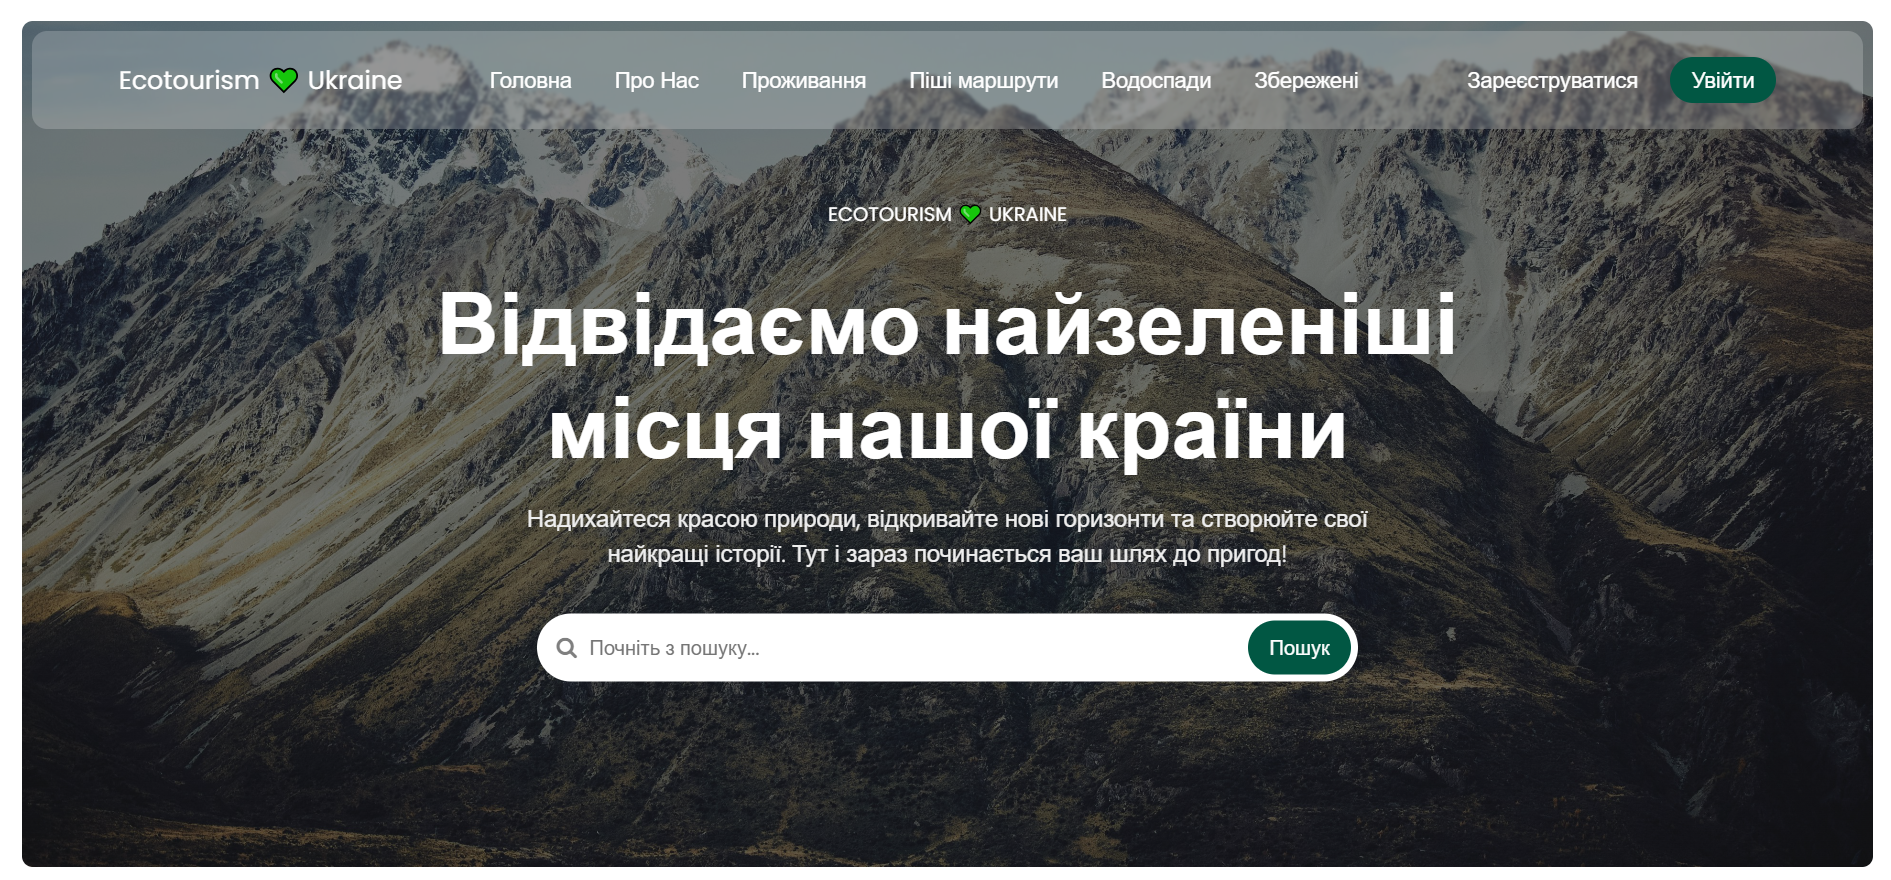 Ecotourism 💚 Ukraine Головна Про Нас Проживання Піші маршрути Водоспади Збережені Зареєструватися Увійти
ECOTOURISM 💚 UKRAINE
Відвідаємо найзеленіші
місця нашої країни
Надихайтеся красою природи, відкривайте нові горизонти та створюйте свої
найкращі історії. Тут і зараз починається ваш шлях до пригод!
Почніть з пошуку... Пошук